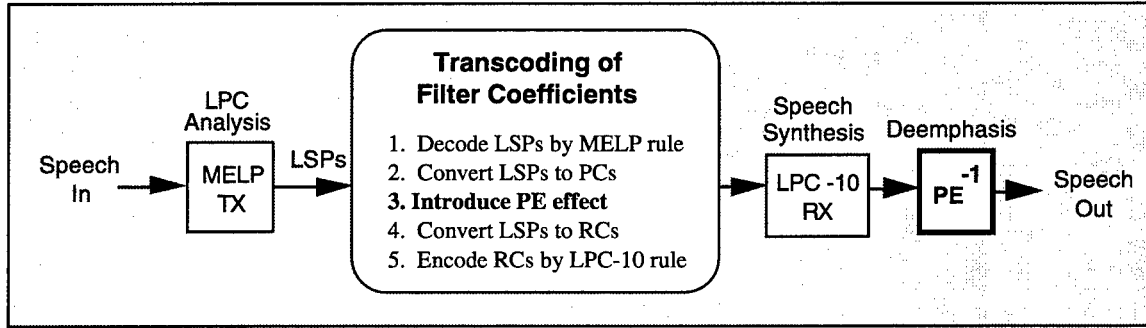 Speech
In
LPC
Analysis
MELP
TX
LSPs
Transcoding of
Filter Coefficients
1. Decode LSPs by MELP rule
2. Convert LSPs to PCs
3. Introduce PE effect
4. Convert LSPs to RCs
5. Encode RCs by LPC-10 rule
Speech
Synthesis
LPC -10
RX
Deemphasis
PE-1
Speech
Out